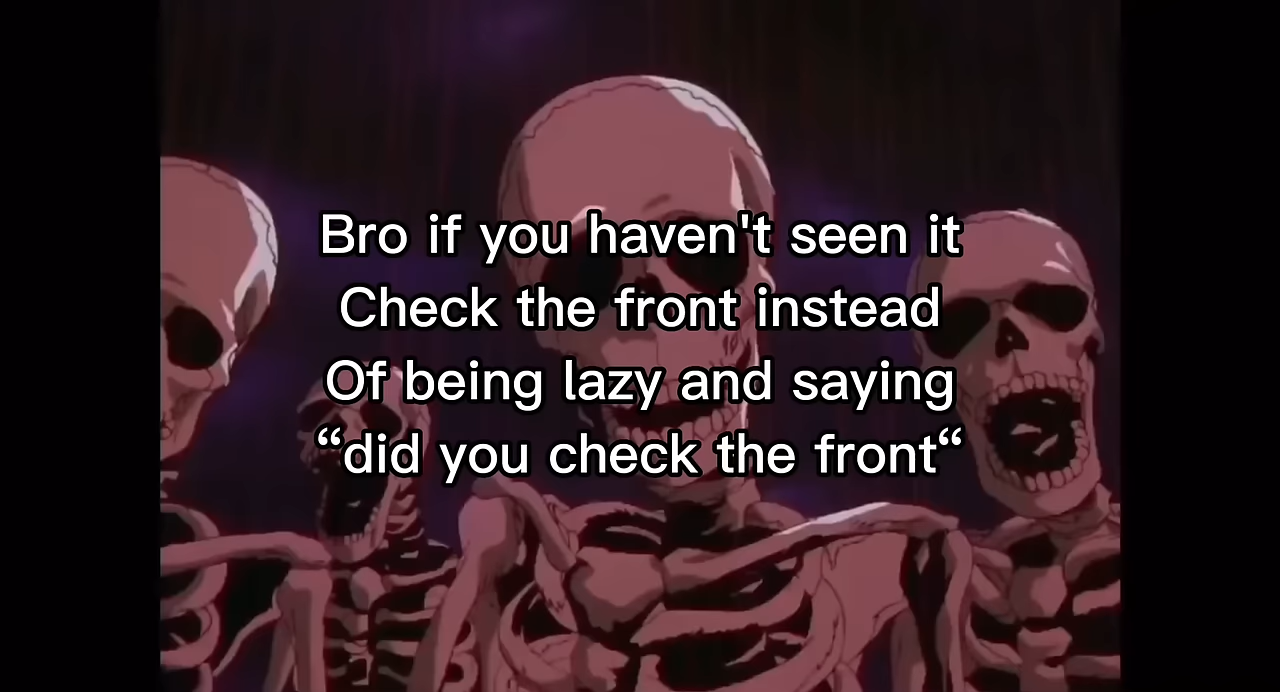 Bro if you haven't seen it
Check the front instead
Of being lazy and saying
“did you check the front“